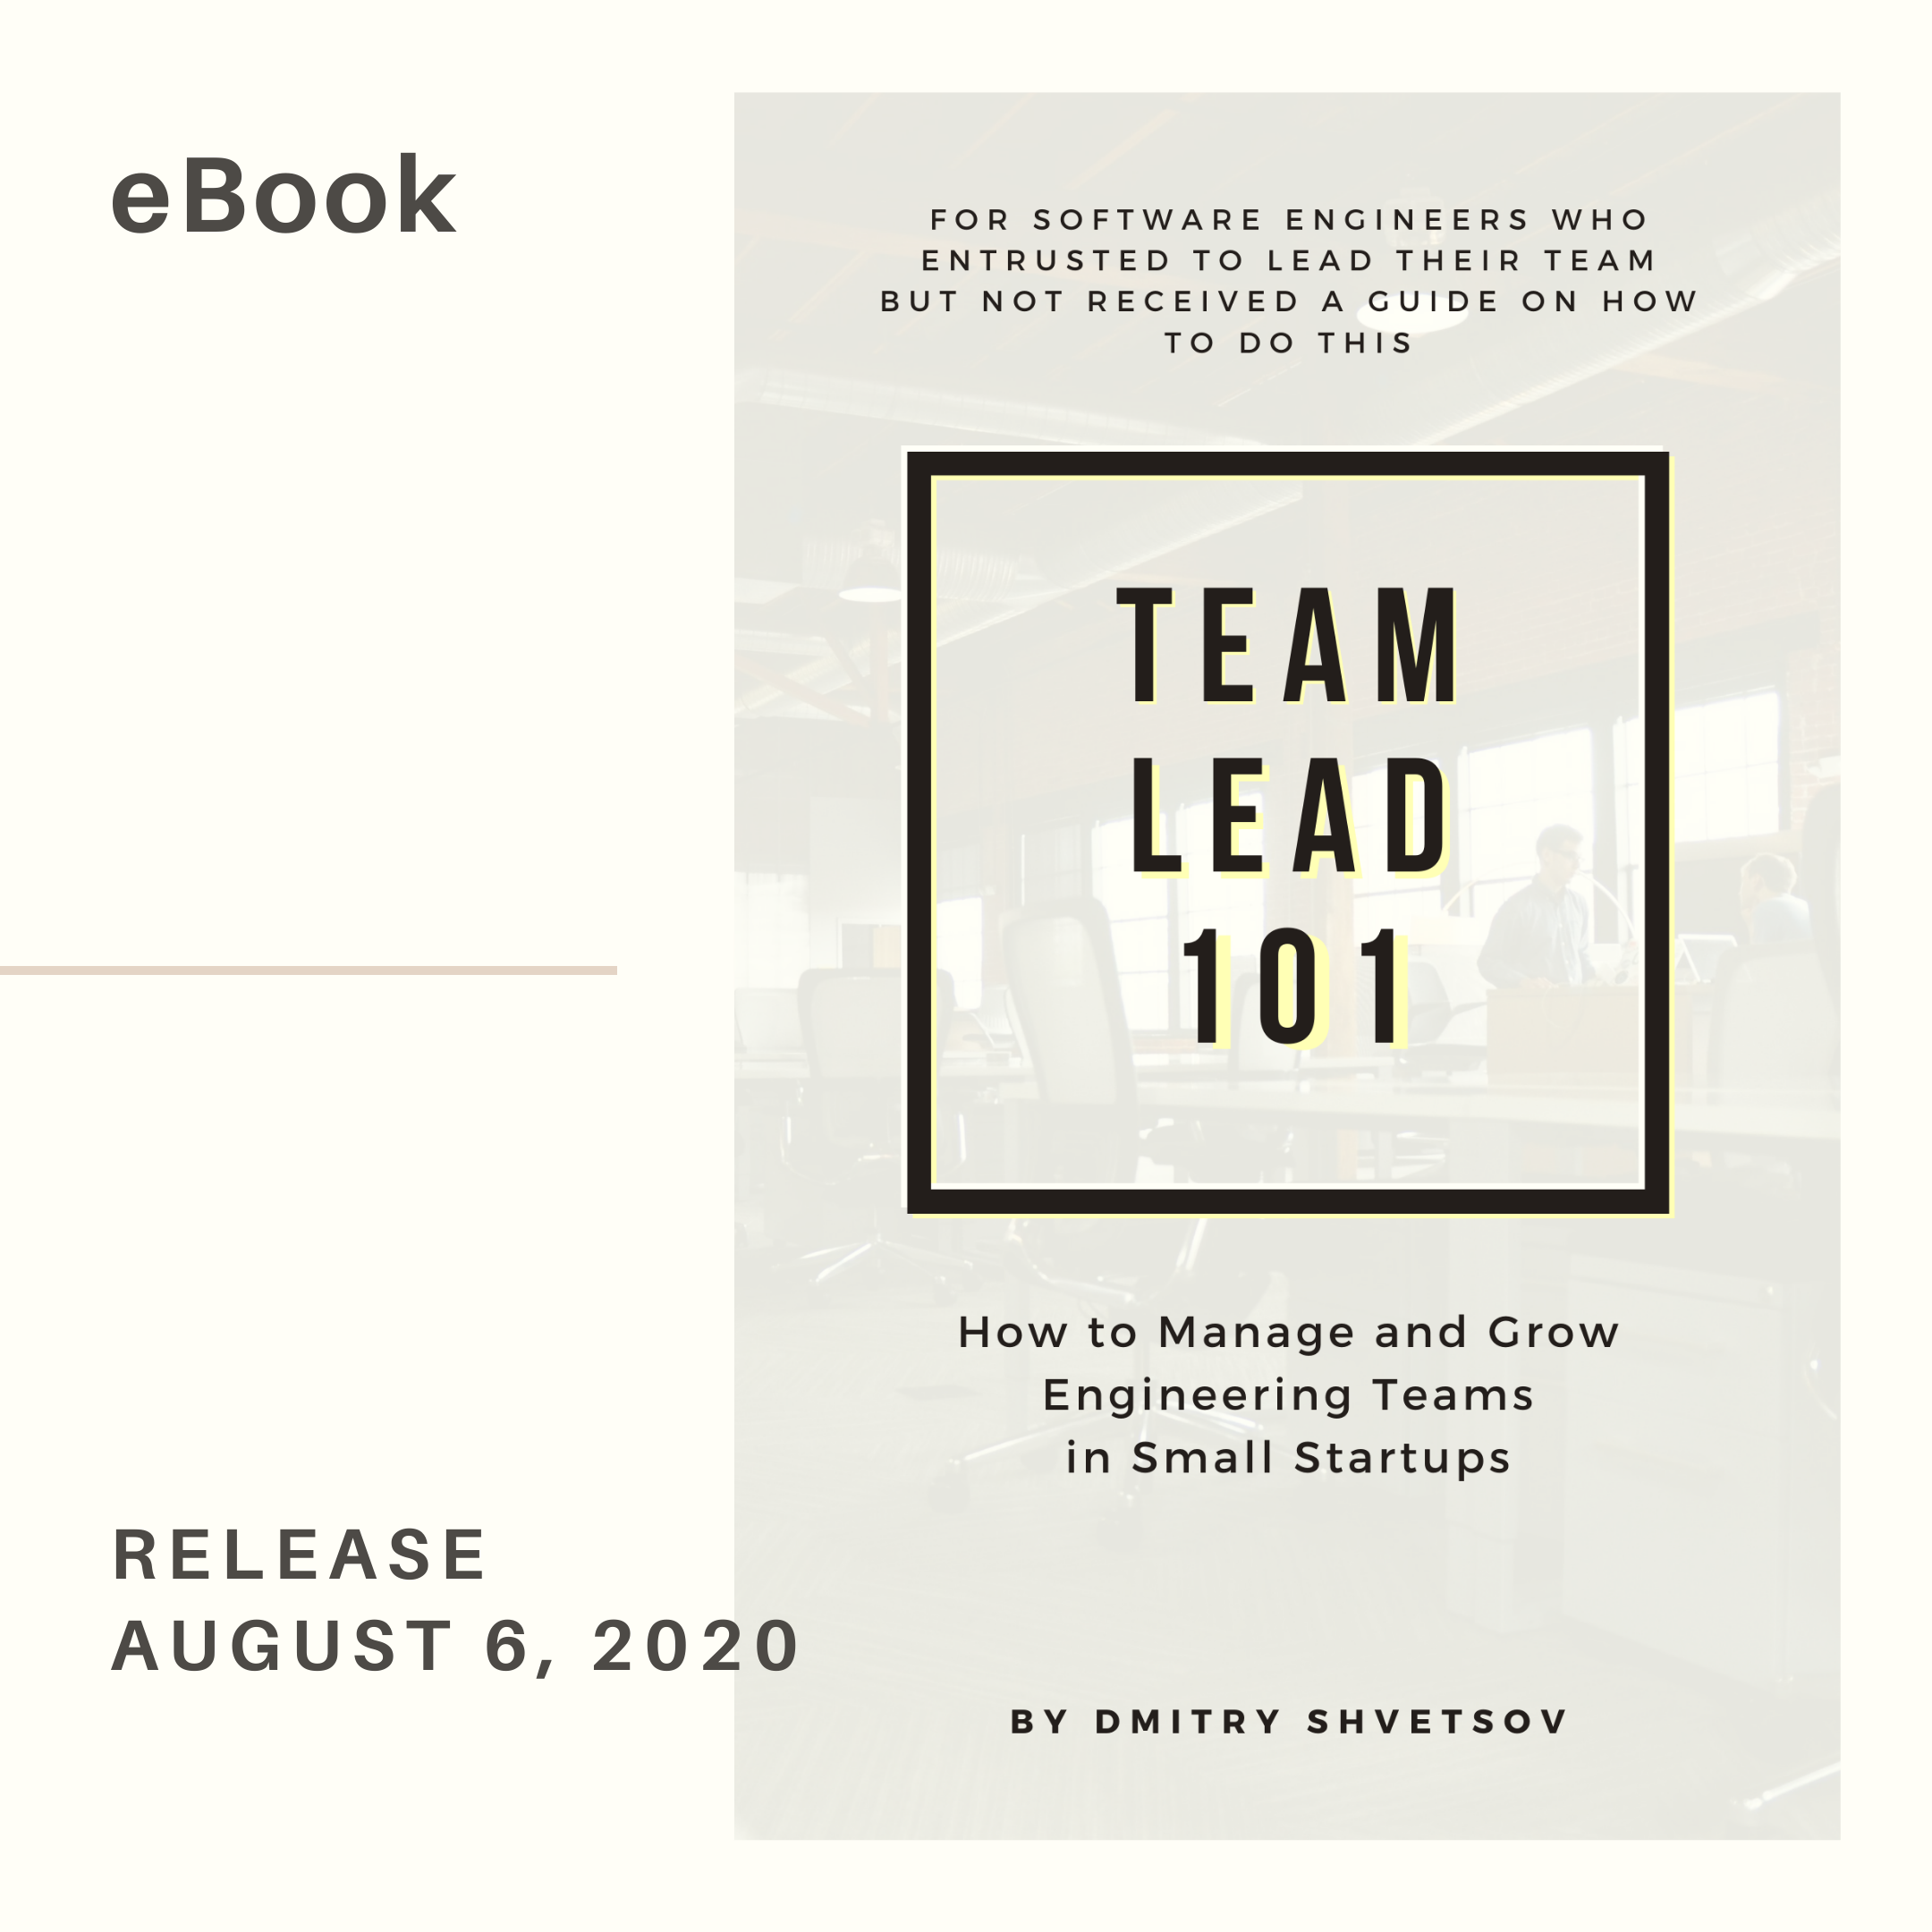 eBook
FOR SOFTWARE ENGINEERS WHO
ENTRUSTED TO LEAD THEIR TEAM
BUT NOT RECEIVED A GUIDE ON HOW
TO DO THIS
TEAM
LEAD
101
How to Manage and Grow
Engineering Teams
in Small Startups
RELEASE
AUGUST 6, 2020
BY DMITRY SHVETSOV